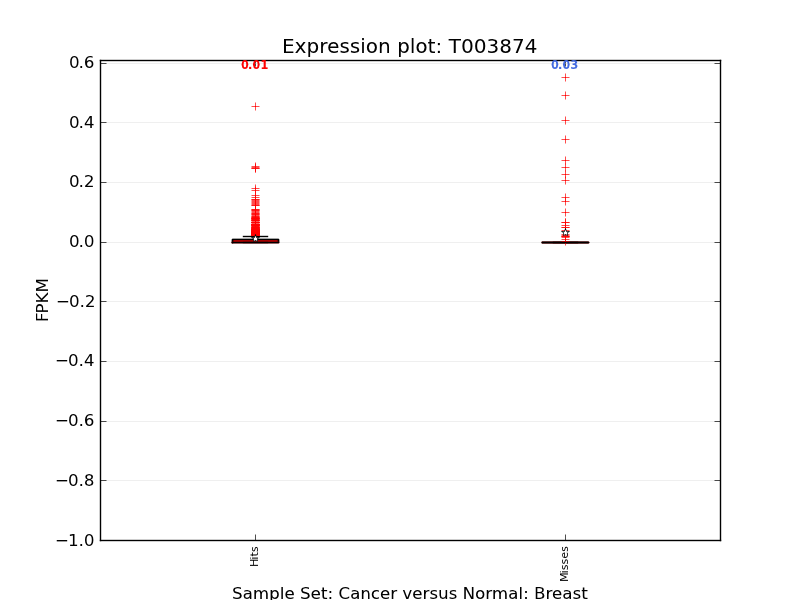 Expression plot: T003874
0.01
0.03
0.6
0.4
0.2
0.0
−0.2
−0.4
−0.6
−0.8
−1.0
FPKM
Hits
Misses
Sample Set: Cancer versus Normal: Breast